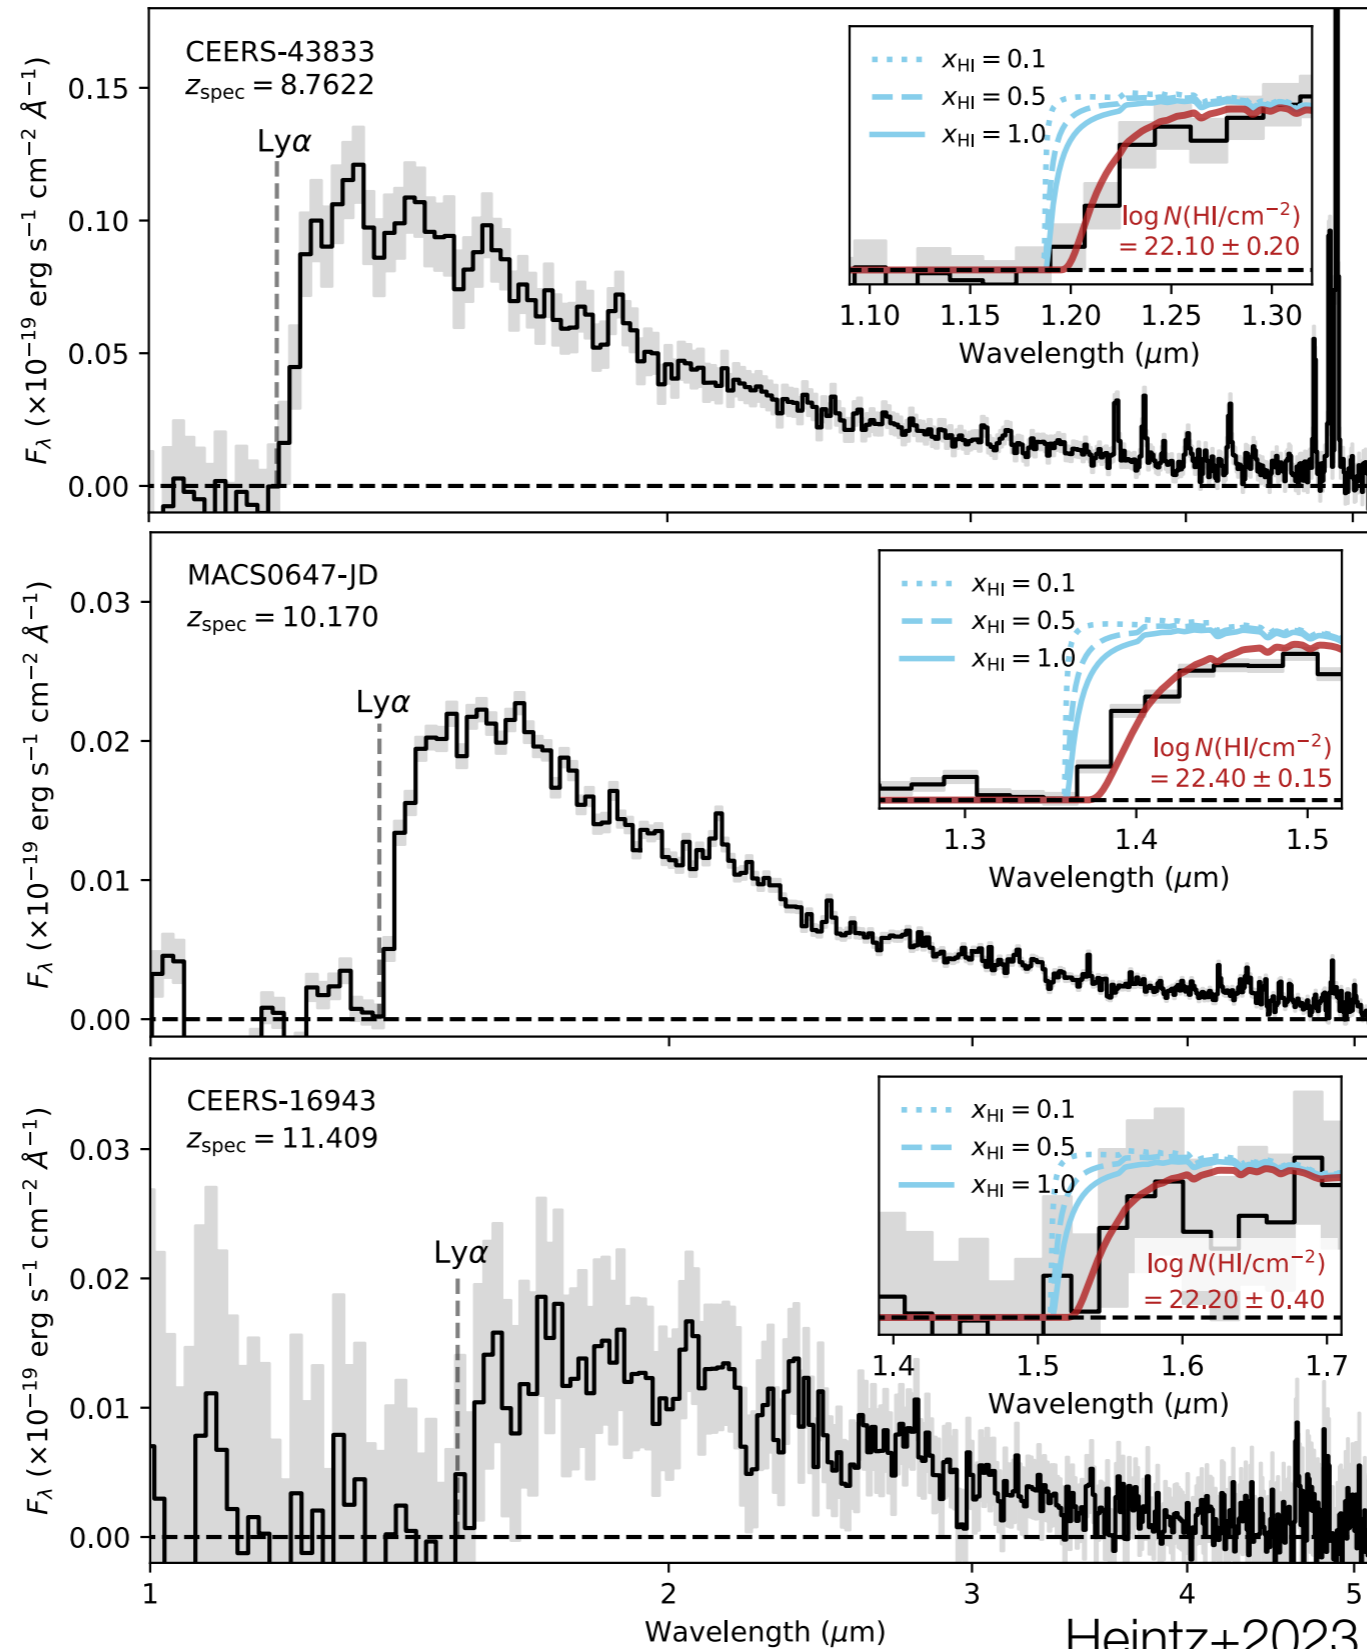 CEERS-43833
z_spec = 8.7622
Lyα
F_λ (×10⁻¹⁹ erg s⁻¹ cm⁻² Å⁻¹)
0.15
0.10
0.05
0.00
x_HI = 0.1
x_HI = 0.5
x_HI = 1.0
log N(HI/cm⁻²)
= 22.10 ± 0.20
1.10 1.15 1.20 1.25 1.30
Wavelength (μm)
MACS0647-JD
z_spec = 10.170
Lyα
F_λ (×10⁻¹⁹ erg s⁻¹ cm⁻² Å⁻¹)
0.03
0.02
0.01
0.00
x_HI = 0.1
x_HI = 0.5
x_HI = 1.0
log N(HI/cm⁻²)
= 22.40 ± 0.15
1.3 1.4 1.5
Wavelength (μm)
CEERS-16943
z_spec = 11.409
Lyα
F_λ (×10⁻¹⁹ erg s⁻¹ cm⁻² Å⁻¹)
0.03
0.02
0.01
0.00
x_HI = 0.1
x_HI = 0.5
x_HI = 1.0
log N(HI/cm⁻²)
= 22.20 ± 0.40
1.4 1.5 1.6 1.7
Wavelength (μm)
1 2 3 4 5
Wavelength (μm)
Heintz+2023